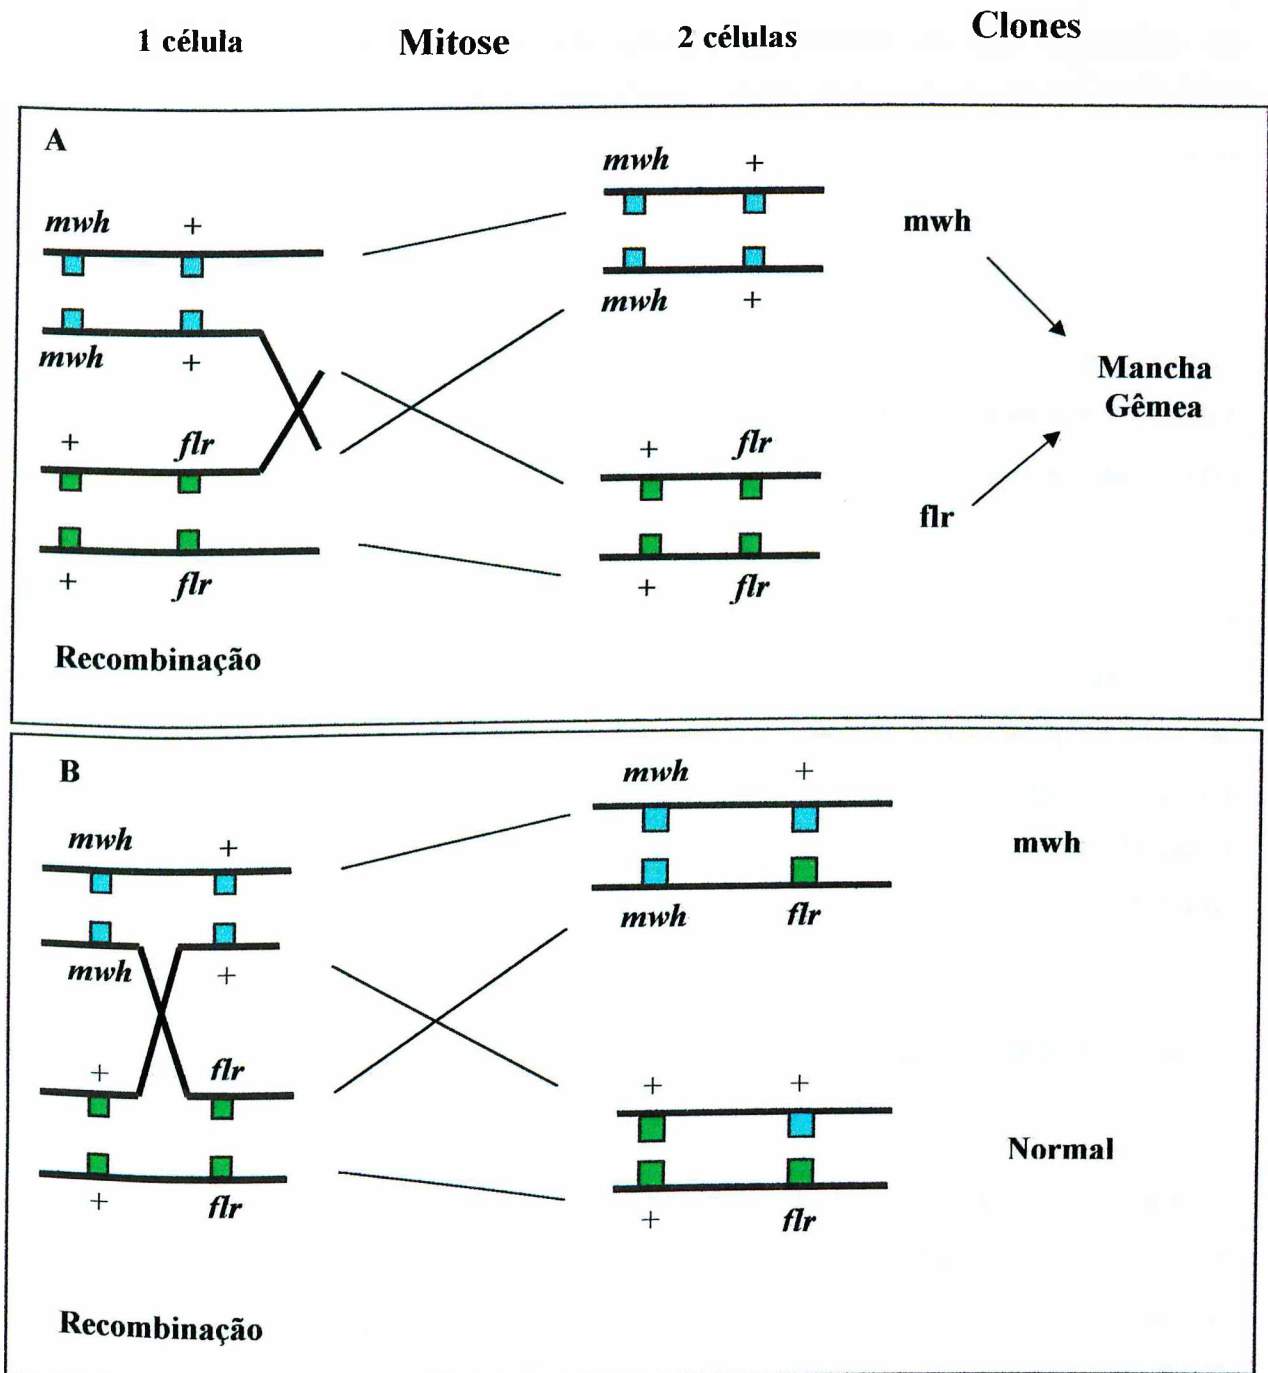 1 célula Mitose 2 células Clones
A
mwh + mwh
mwh +
mwh +
mwh +
Mancha
Gêmea
+ flr
+ flr
flr
+ flr
+ flr
Recombinação
B
mwh +
mwh +
mwh
mwh flr
mwh +
+ flr
+ +
Normal
+ flr
+ flr
Recombinação